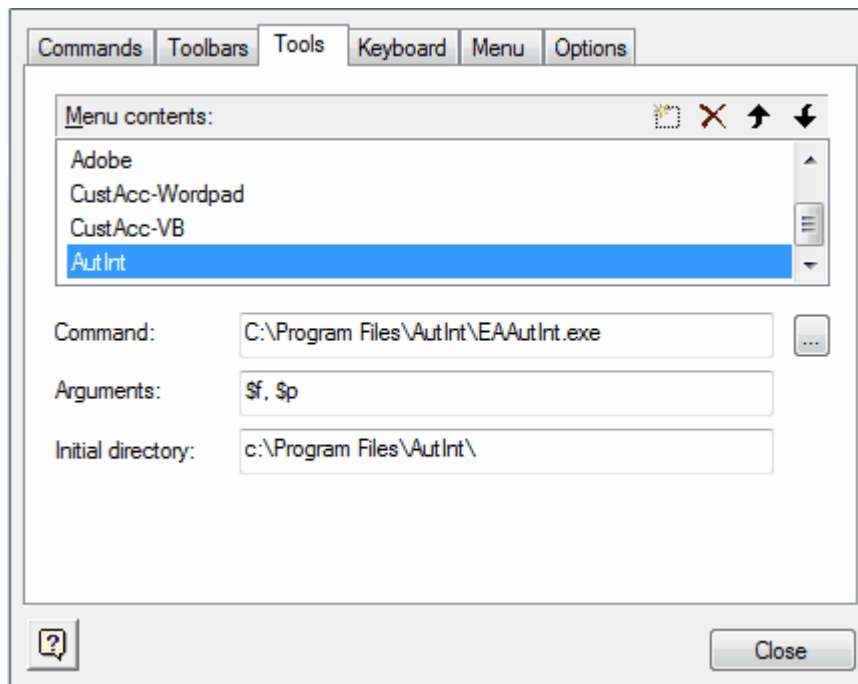 Commands Toolbars Tools Keyboard Menu Options
Menu contents:
Adobe
CustAcc-Wordpad
CustAcc-VB
AutInt
Command: C:\Program Files\AutInt\EAAutInt.exe ...
Arguments: $f, $p
Initial directory: c:\Program Files\AutInt\
? Close